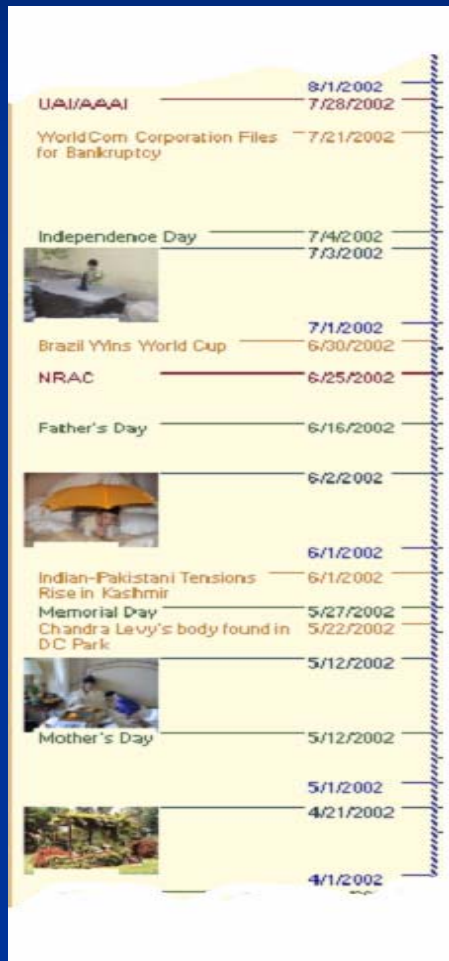 8/1/2002
UAI/AAAI 7/28/2002
WorldCom Corporation Files 7/21/2002
for Bankruptcy
Independence Day 7/4/2002
7/3/2002
7/1/2002
Brazil Wins World Cup 6/30/2002
NRAC 6/25/2002
Father's Day 6/16/2002
6/2/2002
6/1/2002
Indian-Pakistani Tensions 6/1/2002
Rise in Kashmir
Memorial Day 5/27/2002
Chandra Levy's body found in 5/22/2002
DC Park
5/12/2002
Mother's Day 5/12/2002
5/1/2002
4/21/2002
4/1/2002